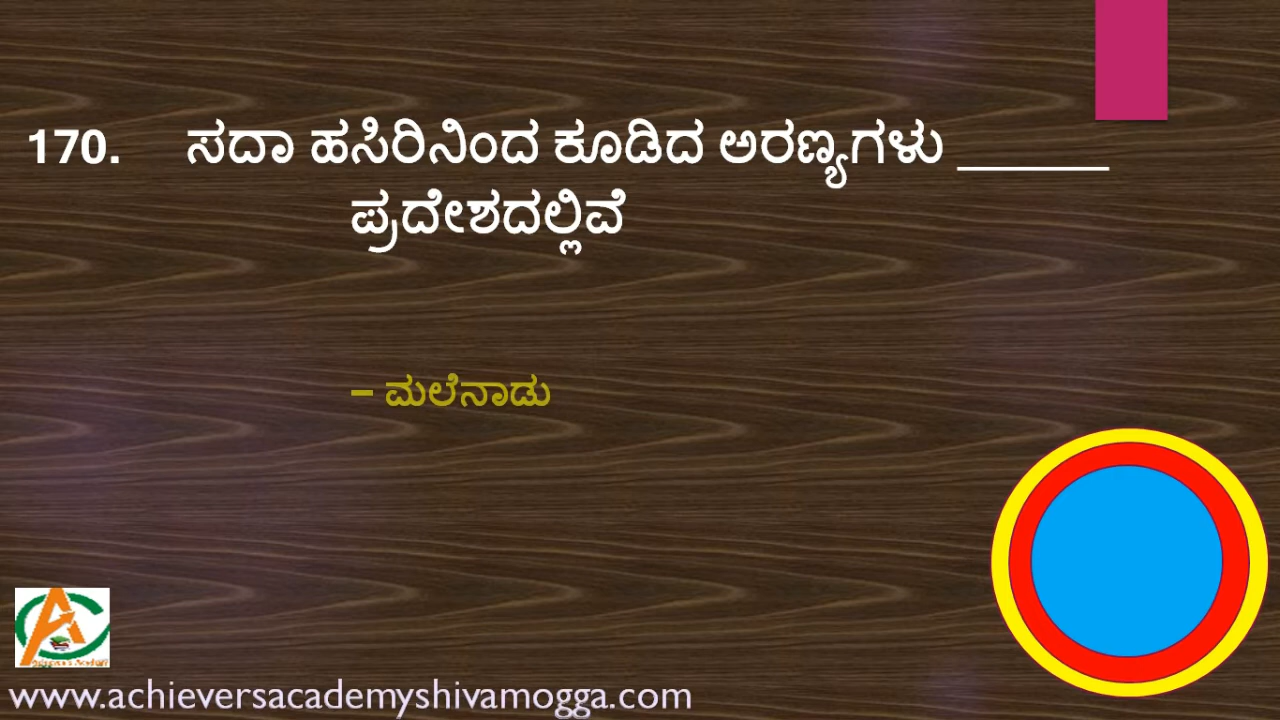 170. ಸದಾ ಹಸಿರಿನಿಂದ ಕೂಡಿದ ಅರಣ್ಯಗಳು ______
ಪ್ರದೇಶದಲ್ಲಿವೆ
– ಮಲೆನಾಡು
www.achieversacademyshivamogga.com